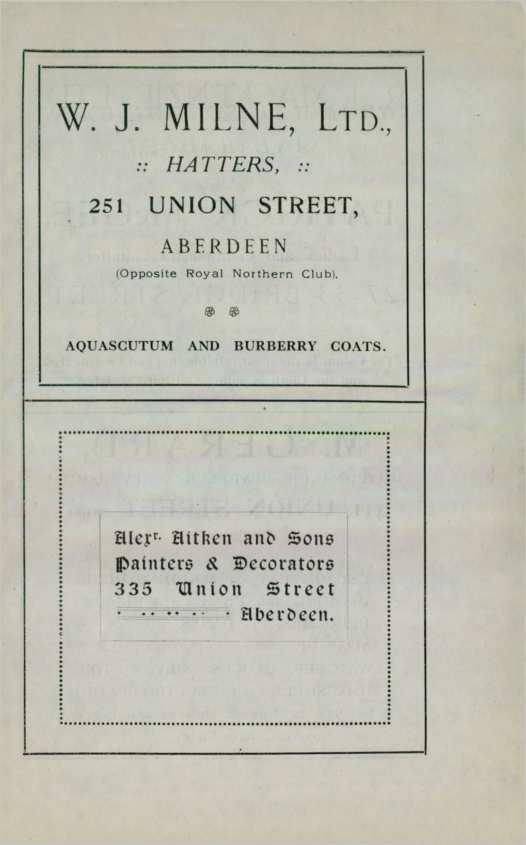 W. J. MILNE, LTD.,
:: HATTERS, ::
251 UNION STREET,
ABERDEEN
(Opposite Royal Northern Club).
AQUASCUTUM AND BURBERRY COATS.
Alexr. Aitken and Sons
Painters & Decorators
335 Union Street
Aberdeen.